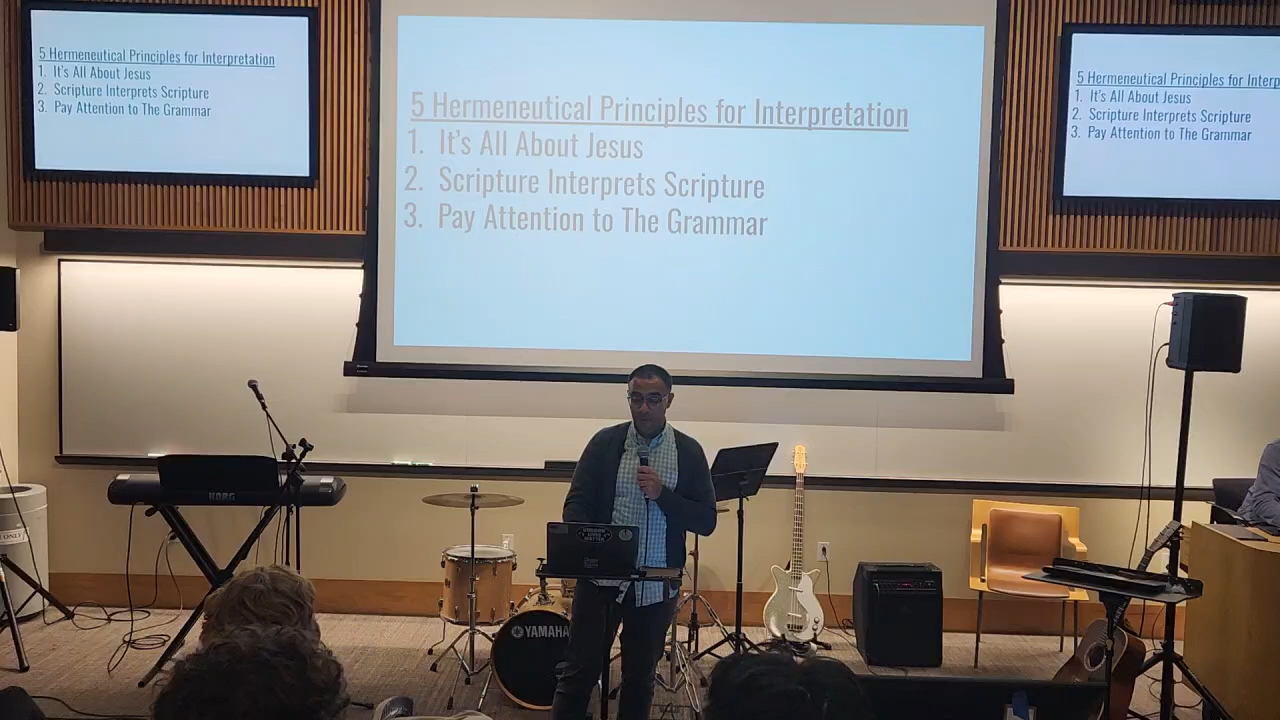 5 Hermeneutical Principles for Interpretation
1. It's All About Jesus
2. Scripture Interprets Scripture
3. Pay Attention to The Grammar
5 Hermeneutical Principles for Interpretation
1. It's All About Jesus
2. Scripture Interprets Scripture
3. Pay Attention to The Grammar
5 Hermeneutical Principles for Interp
1. It's All About Jesus
2. Scripture Interprets Scripture
3. Pay Attention to The Grammar
KORG
YAMAHA
LIVES
MATTER